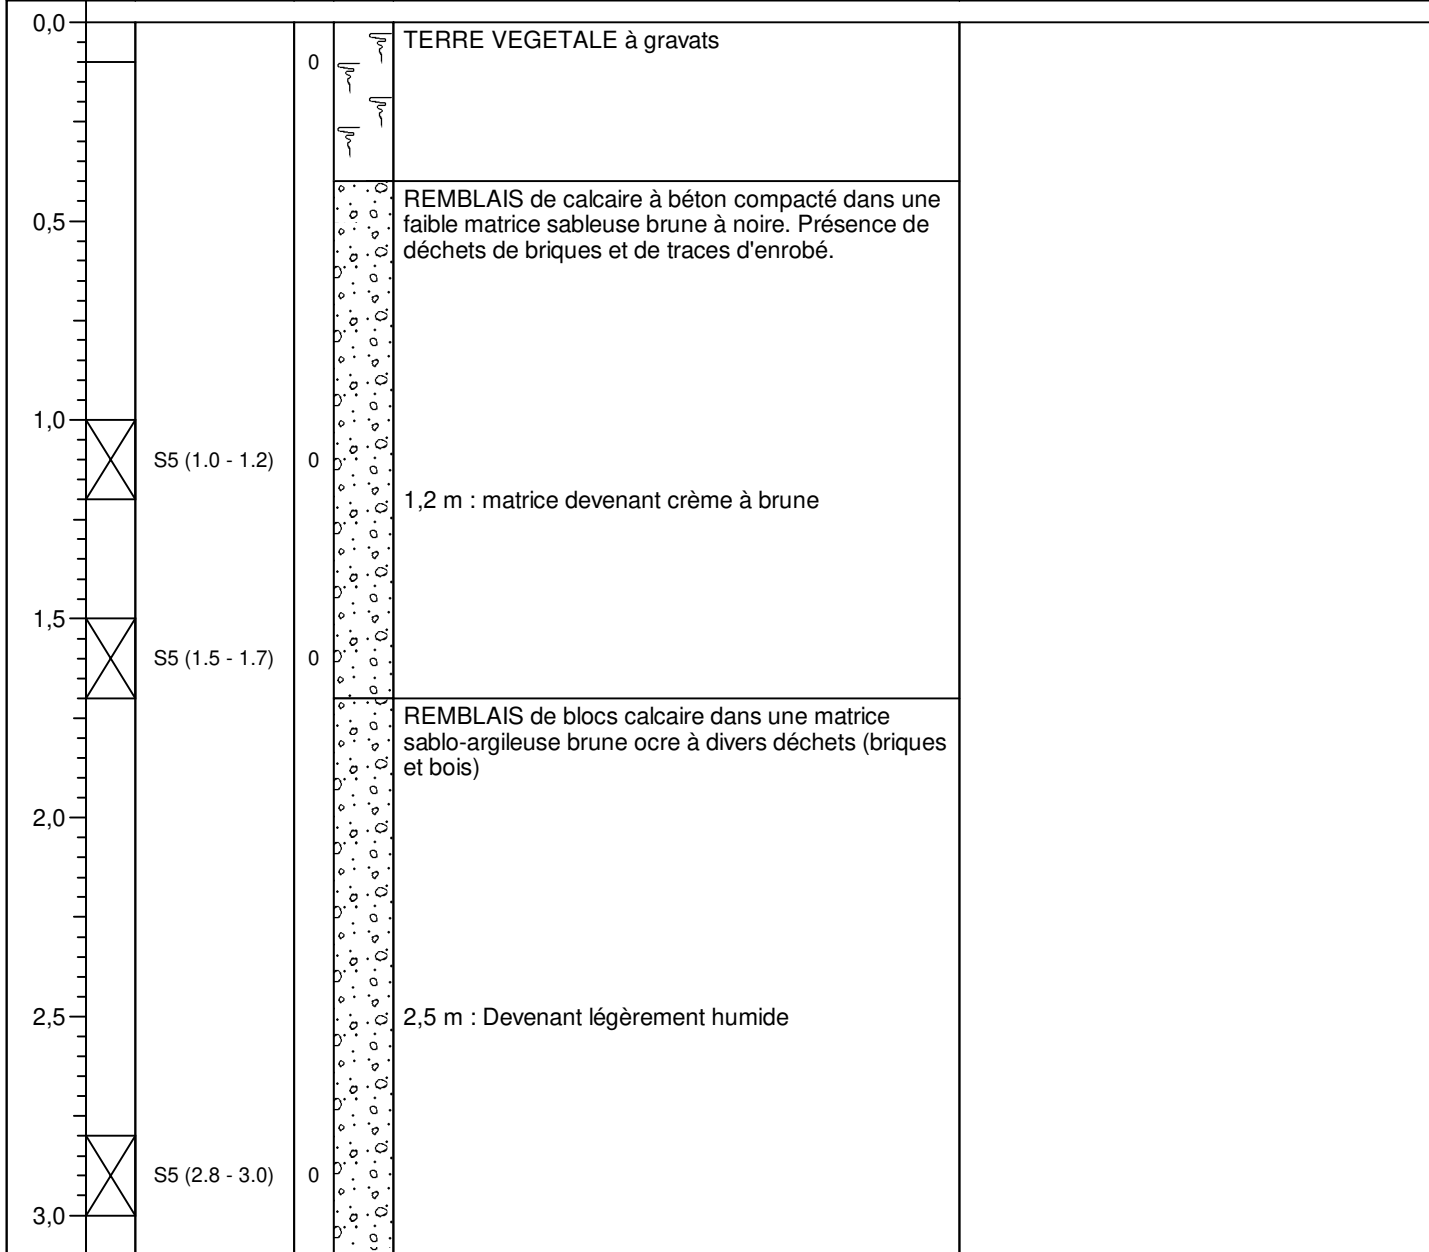 0,0
0
TERRE VEGETALE à gravats
REMBLAIS de calcaire à béton compacté dans une
faible matrice sableuse brune à noire. Présence de
déchets de briques et de traces d'enrobé.
0,5
1,0
S5 (1.0 - 1.2)
0
1,2 m : matrice devenant crème à brune
1,5
S5 (1.5 - 1.7)
0
REMBLAIS de blocs calcaire dans une matrice
sablo-argileuse brune ocre à divers déchets (briques
et bois)
2,0
2,5
2,5 m : Devenant légèrement humide
S5 (2.8 - 3.0)
0
3,0